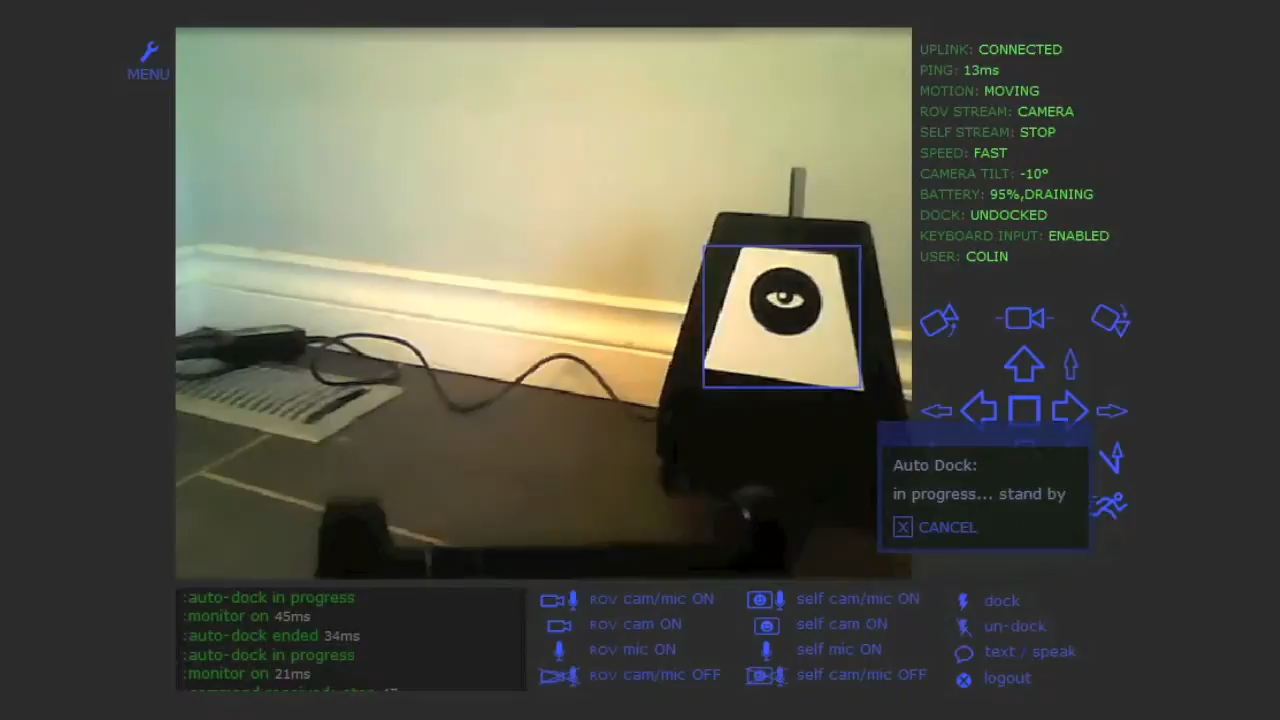 MENU
UPLINK: CONNECTED
PING: 13ms
MOTION: MOVING
ROV STREAM: CAMERA
SELF STREAM: STOP
SPEED: FAST
CAMERA TILT: -10°
BATTERY: 95%,DRAINING
DOCK: UNDOCKED
KEYBOARD INPUT: ENABLED
USER: COLIN
Auto Dock:
in progress... stand by
X CANCEL
:auto-dock in progress
:monitor on 45ms
:auto-dock ended 34ms
:auto-dock in progress
:monitor on 21ms
ROV cam/mic ON
ROV cam ON
ROV mic ON
ROV cam/mic OFF
self cam/mic ON
self cam ON
self mic ON
self cam/mic OFF
dock
un-dock
text / speak
logout